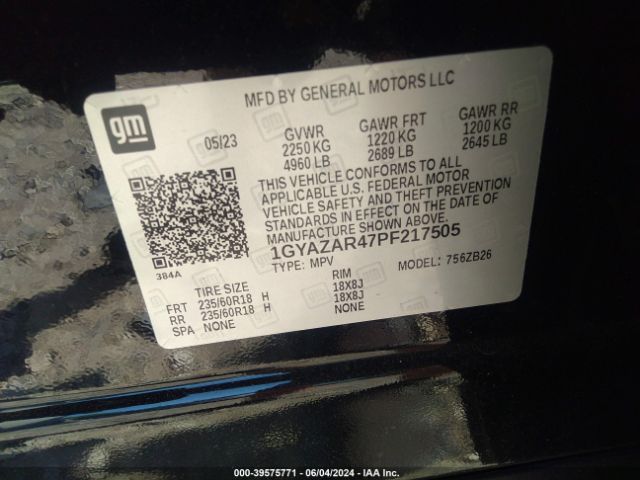 MFD BY GENERAL MOTORS LLC
gm
05/23 GVWR GAWR FRT GAWR RR
2250 KG 1220 KG 1200 KG
4960 LB 2689 LB 2645 LB
THIS VEHICLE CONFORMS TO ALL
APPLICABLE U.S. FEDERAL MOTOR
VEHICLE SAFETY AND THEFT PREVENTION
STANDARDS IN EFFECT ON THE DATE OF
MANUFACTURE SHOWN ABOVE.
1GYAZAR47PF217505
384A TYPE: MPV MODEL: 756ZB26
TIRE SIZE RIM
FRT 235/60R18 H 18X8J
RR 235/60R18 H 18X8J
SPA NONE NONE
000-39575771 - 06/04/2024 - IAA Inc.